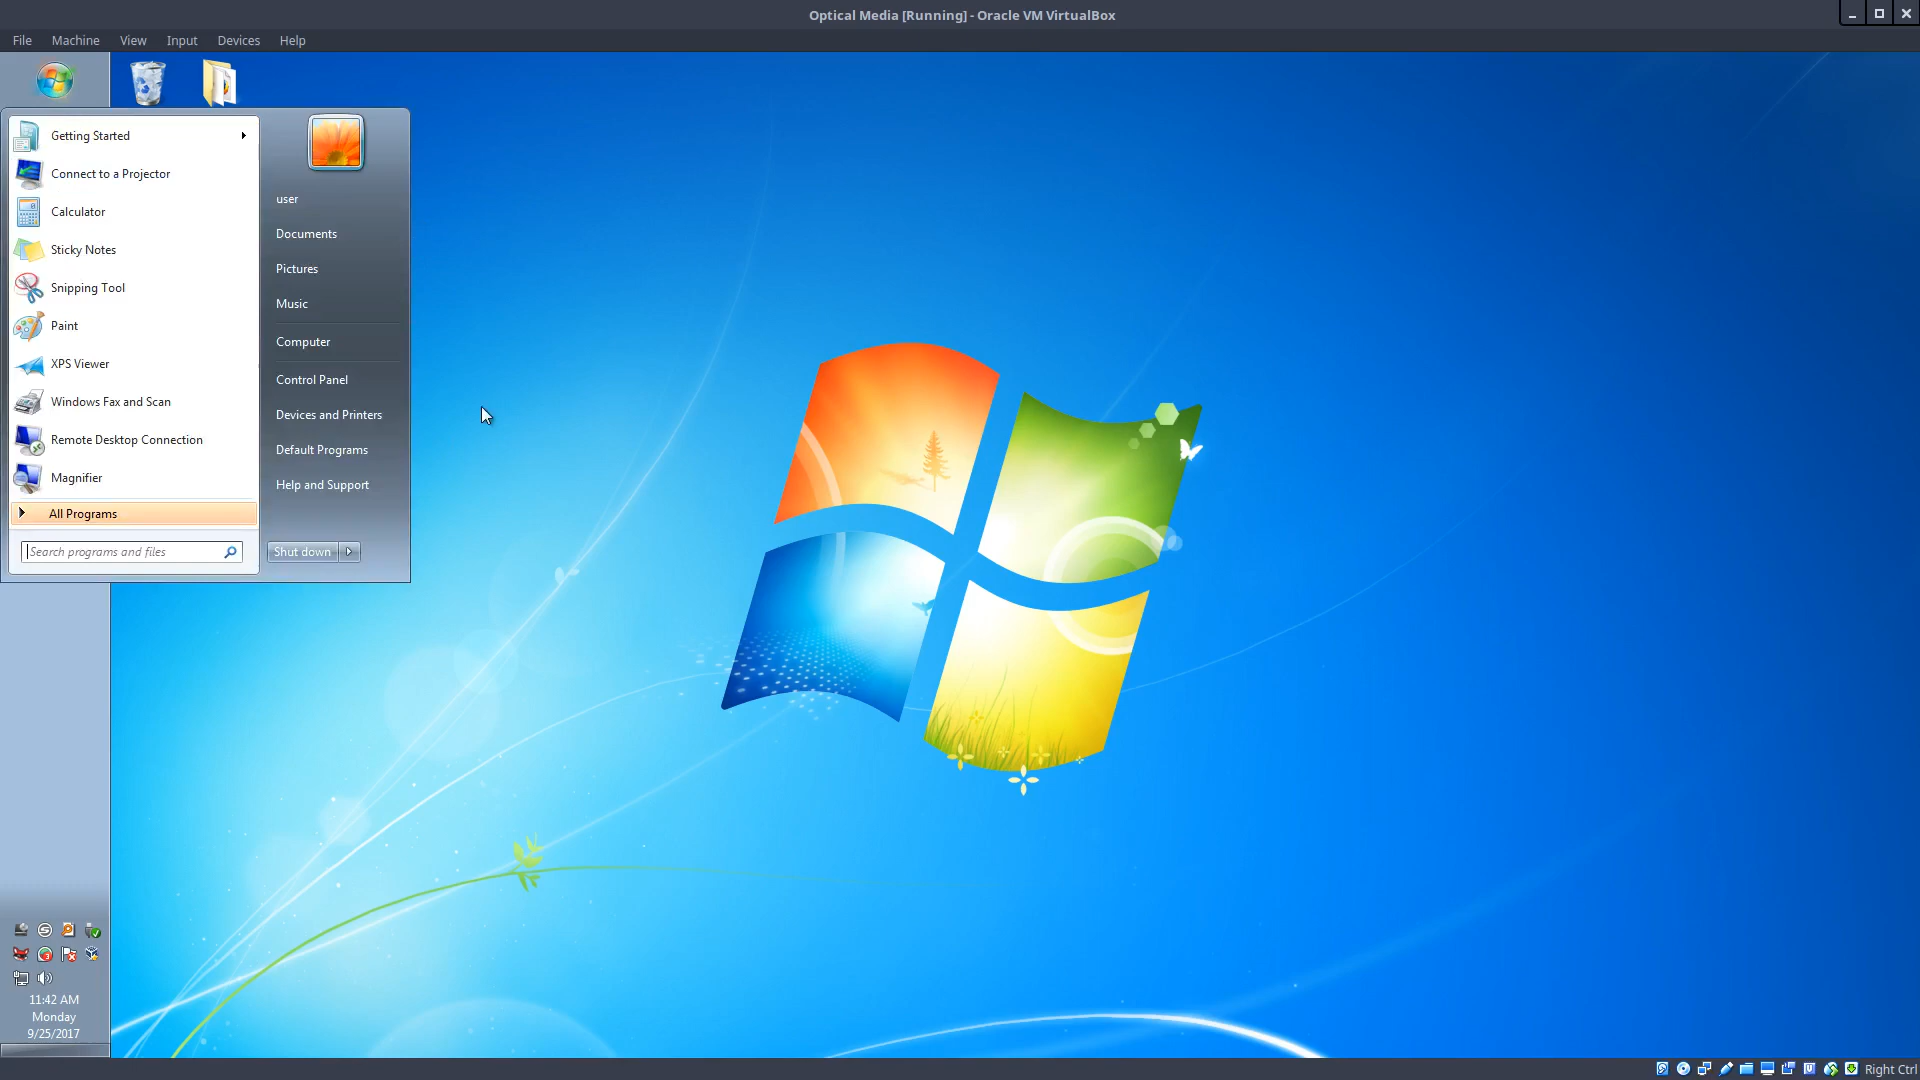 Optical Media [Running] - Oracle VM VirtualBox
File Machine View Input Devices Help
Getting Started
Connect to a Projector
Calculator
Sticky Notes
Snipping Tool
Paint
XPS Viewer
Windows Fax and Scan
Remote Desktop Connection
Magnifier
All Programs
Search programs and files
user
Documents
Pictures
Music
Computer
Control Panel
Devices and Printers
Default Programs
Help and Support
Shut down
11:42 AM
Monday
9/25/2017
Right Ctrl